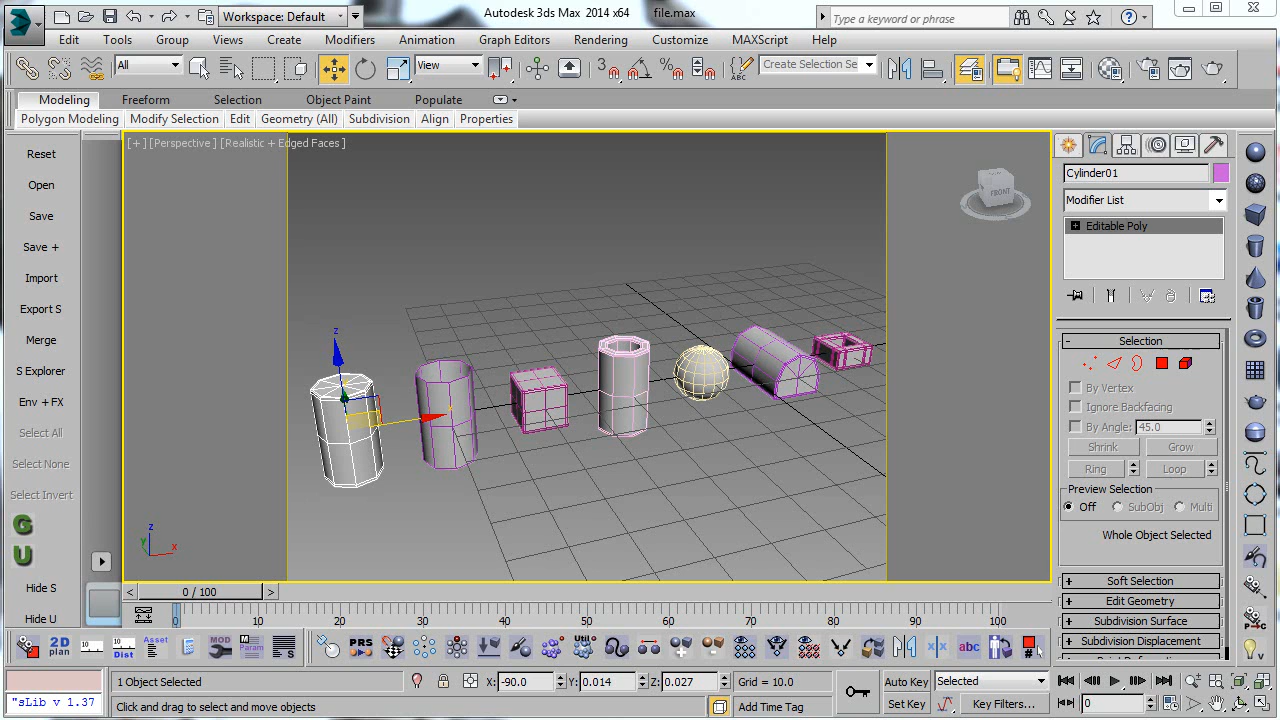 Workspace: Default
Autodesk 3ds Max 2014 x64 file.max
Type a keyword or phrase
Edit Tools Group Views Create Modifiers Animation Graph Editors Rendering Customize MAXScript Help
All View 3 Create Selection Se
Modeling Freeform Selection Object Paint Populate
Polygon Modeling Modify Selection Edit Geometry (All) Subdivision Align Properties
[ + ] [Perspective ] [Realistic + Edged Faces ]
FRONT
Reset
Open
Save
Save +
Import
Export S
Merge
S Explorer
Env + FX
Select All
Select None
Select Invert
G
U
Hide S
Hide U
z
z
y
x
Cylinder01
Modifier List
Editable Poly
Selection
By Vertex
Ignore Backfacing
By Angle: 45.0
Shrink Grow
Ring Loop
Preview Selection
Off SubObj Multi
Whole Object Selected
Soft Selection
Edit Geometry
Subdivision Surface
Subdivision Displacement
< 0 / 100 >
0 10 20 30 40 50 60 70 80 90 100
2D plan 10 10 Dist Asset MOD Param S PRS Util abc #
1 Object Selected X: -90.0 Y: 0.014 Z: 0.027 Grid = 10.0 Auto Key Selected
"sLib v 1.37 Click and drag to select and move objects Add Time Tag Set Key Key Filters... 0